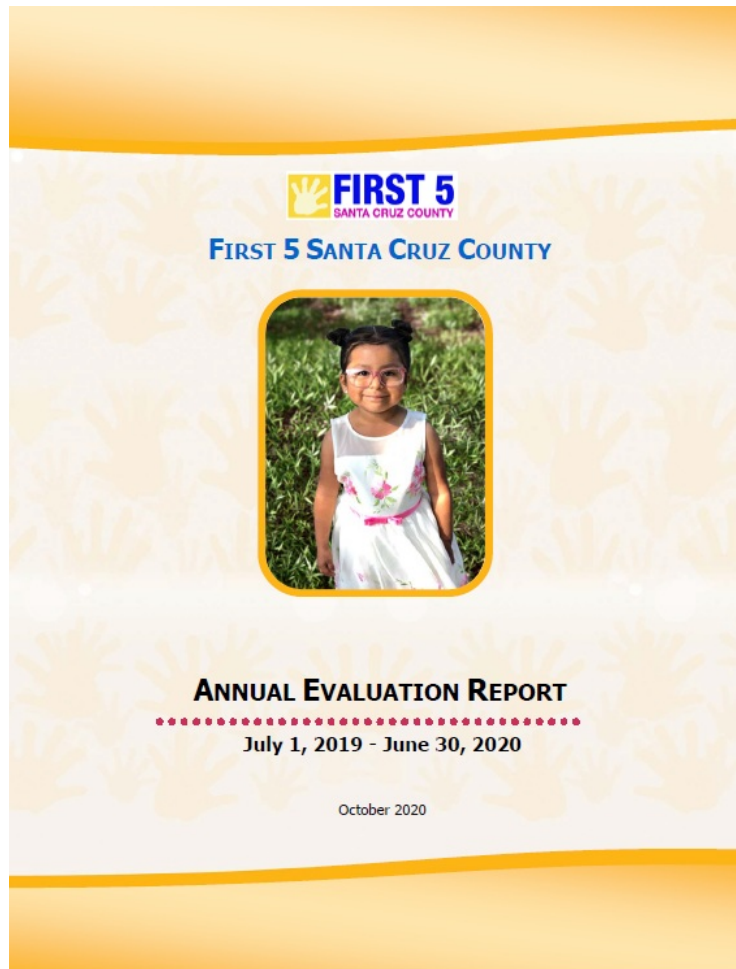 FIRST 5
SANTA CRUZ COUNTY
FIRST 5 SANTA CRUZ COUNTY
ANNUAL EVALUATION REPORT
July 1, 2019 - June 30, 2020
October 2020